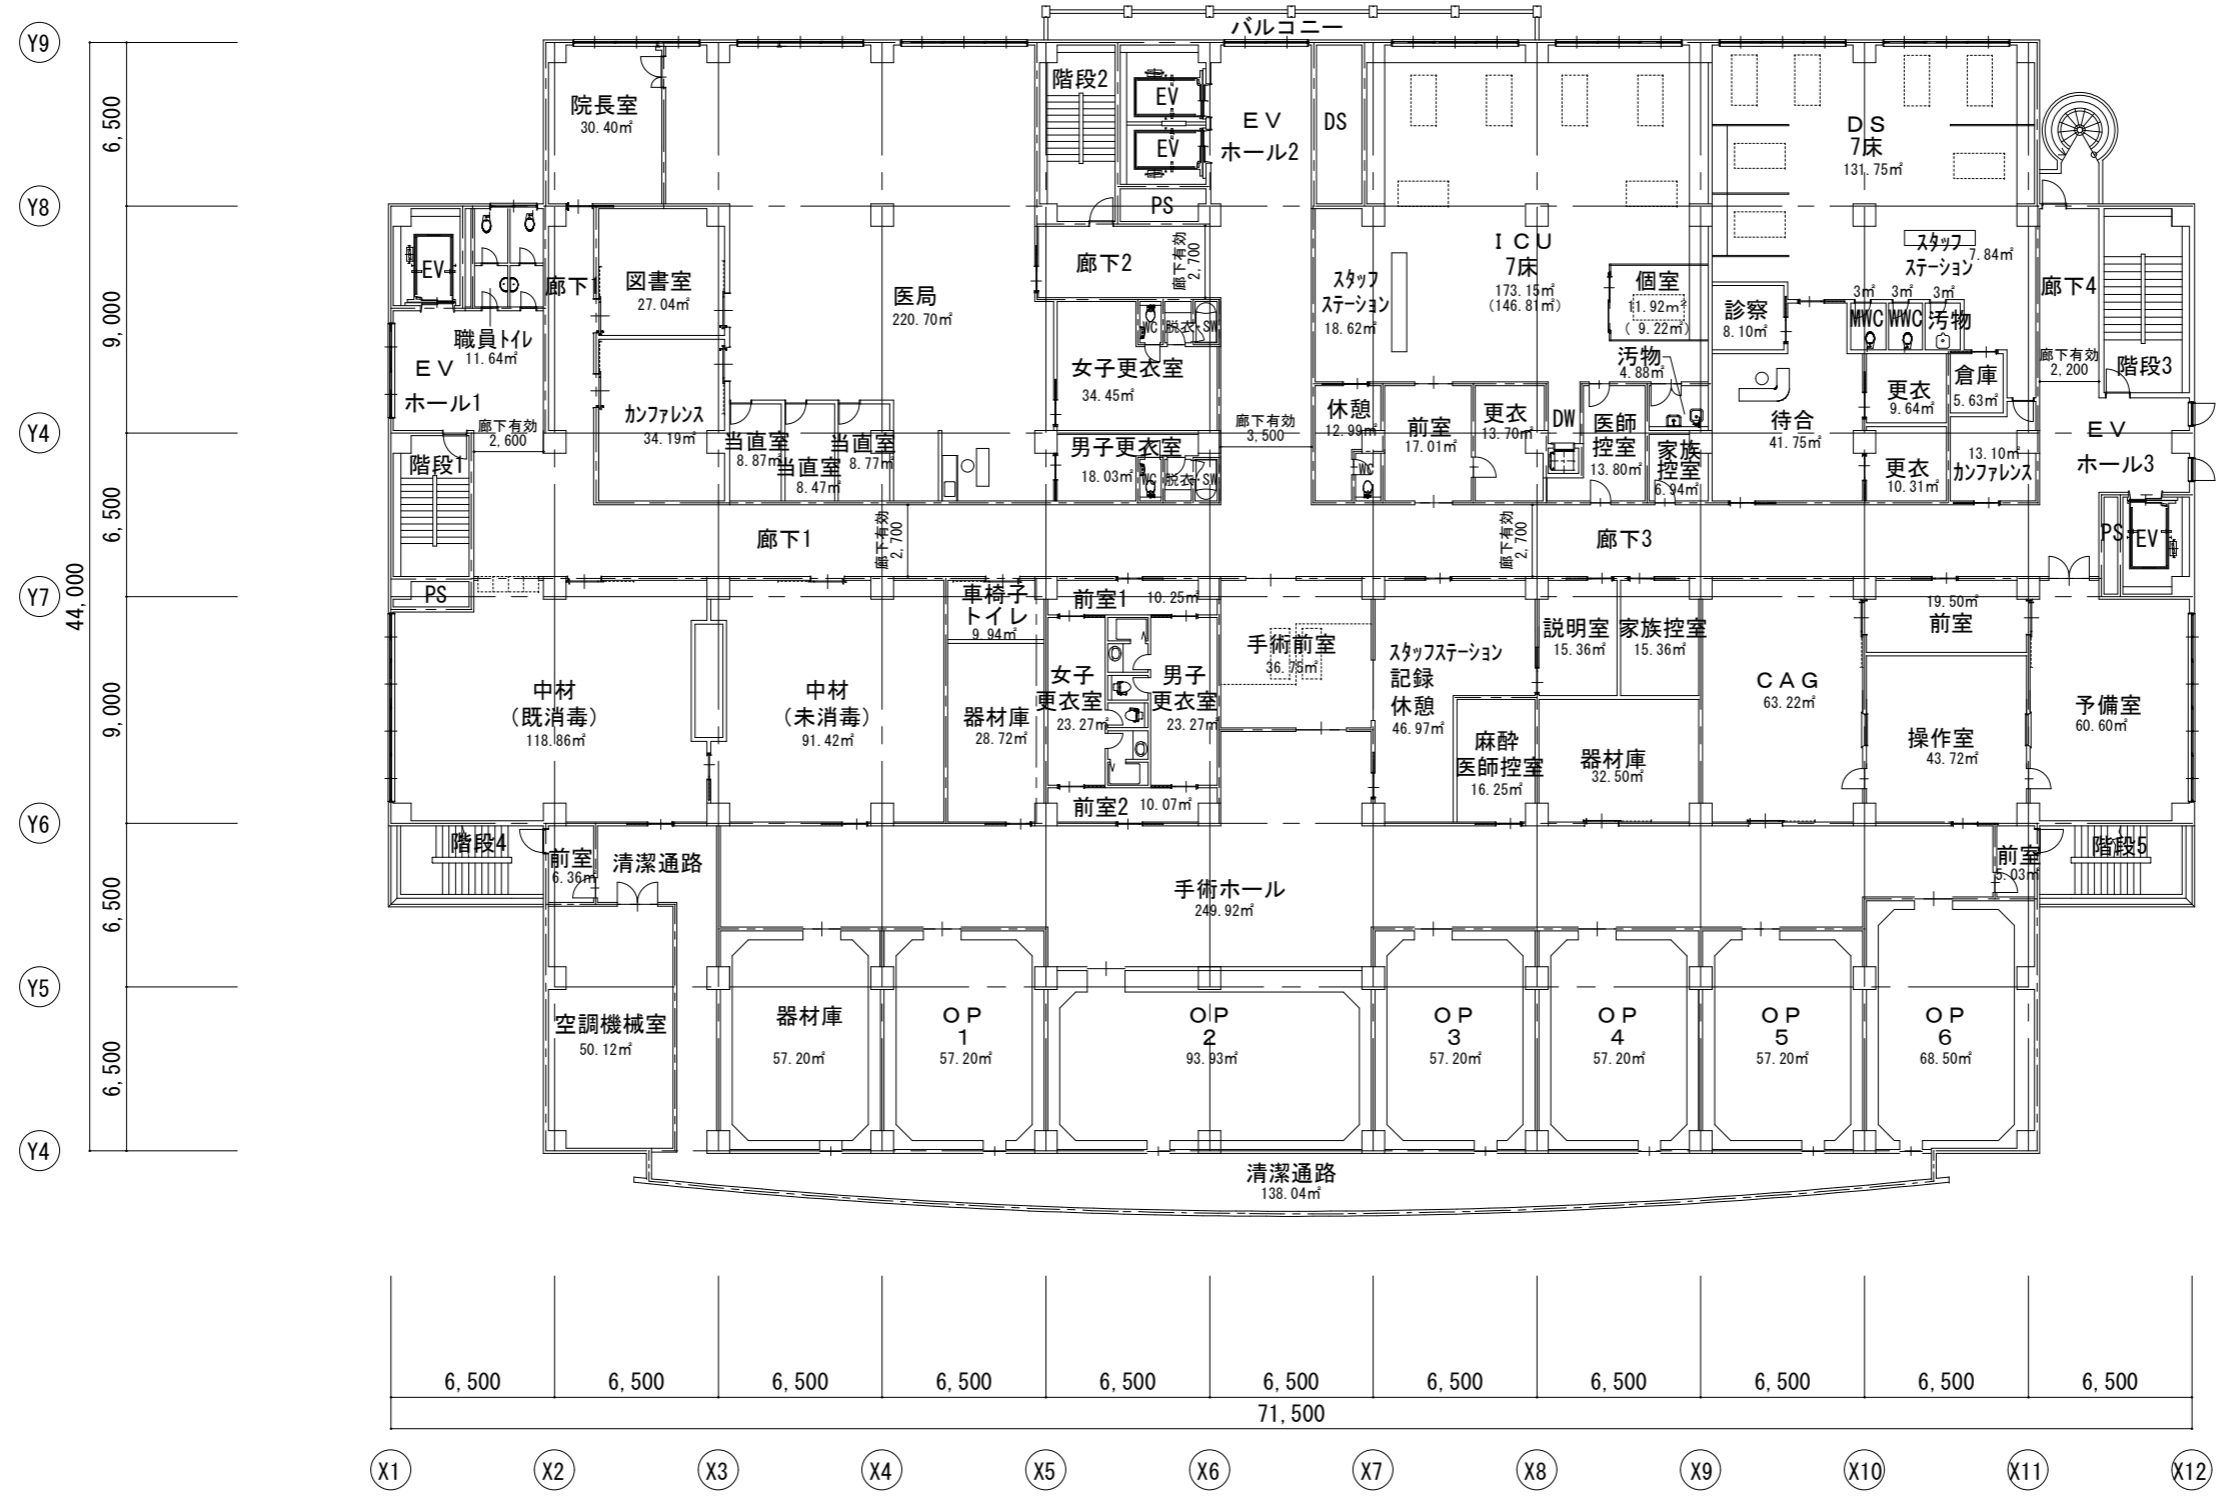 バルコニー
Y9
6,500
院長室
30.40㎡
階段2
EV
EV
EV
ホール2
DS
DS
7床
131.75㎡
Y8
PS
EV
職員トイレ
11.64㎡
EV
ホール1
廊下有効
2,600
廊下1
図書室
27.04㎡
医局
220.70㎡
廊下2
廊下有効
2,700
スタッフ
ステーション
18.62㎡
ICU
7床
173.15㎡
(146.81㎡)
個室
11.92㎡
(9.22㎡)
スタッフ
ステーション
7.84㎡
廊下4
9,000
診察
8.10㎡
3㎡
3㎡
3㎡
MWC
WWC
汚物
汚物
4.88㎡
廊下有効
2,200
階段3
WC
脱衣
SW
女子更衣室
34.45㎡
カンファレンス
34.19㎡
当直室
8.87㎡
当直室
8.47㎡
当直室
8.77㎡
男子更衣室
18.03㎡
WC
脱衣
SW
廊下有効
3,500
休憩
12.99㎡
WC
前室
17.01㎡
更衣
13.70㎡
DW
医師
控室
13.80㎡
家族
控室
6.94㎡
待合
41.75㎡
更衣
9.64㎡
倉庫
5.63㎡
更衣
10.31㎡
13.10㎡
カンファレンス
EV
ホール3
Y4
階段1
6,500
44,000
廊下1
廊下有効
2,700
廊下有効
2,700
廊下3
PS
EV
Y7
PS
車椅子
トイレ
9.94㎡
前室1
10.25㎡
手術前室
36.75㎡
スタッフステーション
記録
休憩
46.97㎡
説明室
15.36㎡
家族控室
15.36㎡
19.50㎡
前室
9,000
中材
(既消毒)
118.86㎡
中材
(未消毒)
91.42㎡
器材庫
28.72㎡
女子
更衣室
23.27㎡
男子
更衣室
23.27㎡
麻酔
医師控室
16.25㎡
器材庫
32.50㎡
CAG
63.22㎡
操作室
43.72㎡
予備室
60.60㎡
前室2
10.07㎡
Y6
階段4
前室
6.36㎡
清潔通路
手術ホール
249.92㎡
前室
5.03㎡
階段5
6,500
Y5
空調機械室
50.12㎡
器材庫
57.20㎡
OP
1
57.20㎡
OP
2
93.93㎡
OP
3
57.20㎡
OP
4
57.20㎡
OP
5
57.20㎡
OP
6
68.50㎡
6,500
Y4
清潔通路
138.04㎡
6,500 6,500 6,500 6,500 6,500 6,500 6,500 6,500 6,500 6,500 6,500
71,500
X1 X2 X3 X4 X5 X6 X7 X8 X9 X10 X11 X12